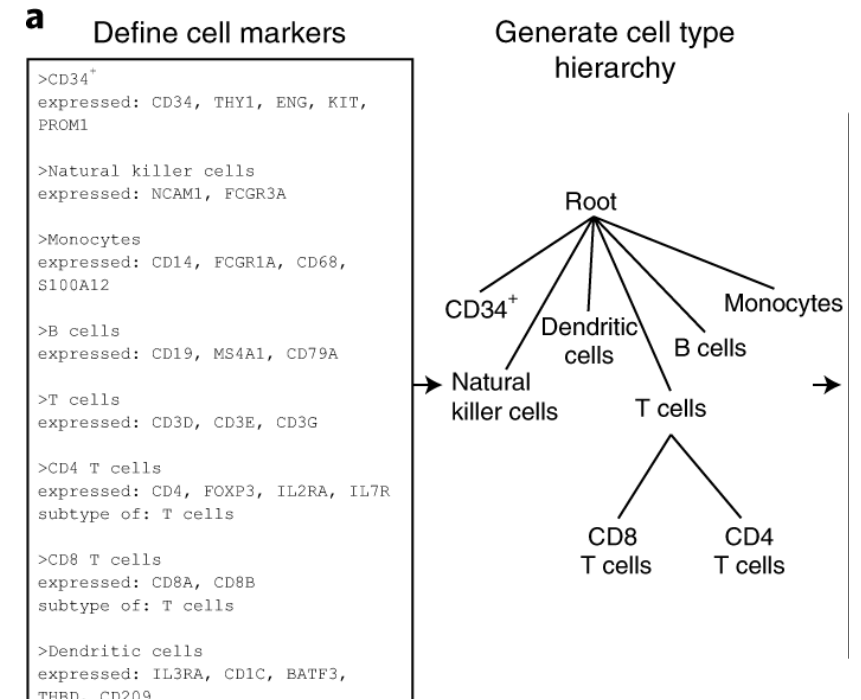 a
Define cell markers
>CD34+
expressed: CD34, THY1, ENG, KIT,
PROM1
>Natural killer cells
expressed: NCAM1, FCGR3A
>Monocytes
expressed: CD14, FCGR1A, CD68,
S100A12
>B cells
expressed: CD19, MS4A1, CD79A
>T cells
expressed: CD3D, CD3E, CD3G
>CD4 T cells
expressed: CD4, FOXP3, IL2RA, IL7R
subtype of: T cells
>CD8 T cells
expressed: CD8A, CD8B
subtype of: T cells
>Dendritic cells
expressed: IL3RA, CD1C, BATF3,
THBD, CD209
Generate cell type
hierarchy
Root
CD34+
Natural
killer cells
Dendritic
cells
T cells
B cells
Monocytes
CD8
T cells
CD4
T cells